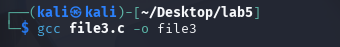 ┌──(kali㉿kali)-[~/Desktop/lab5]
└─$ gcc file3.c -o file3